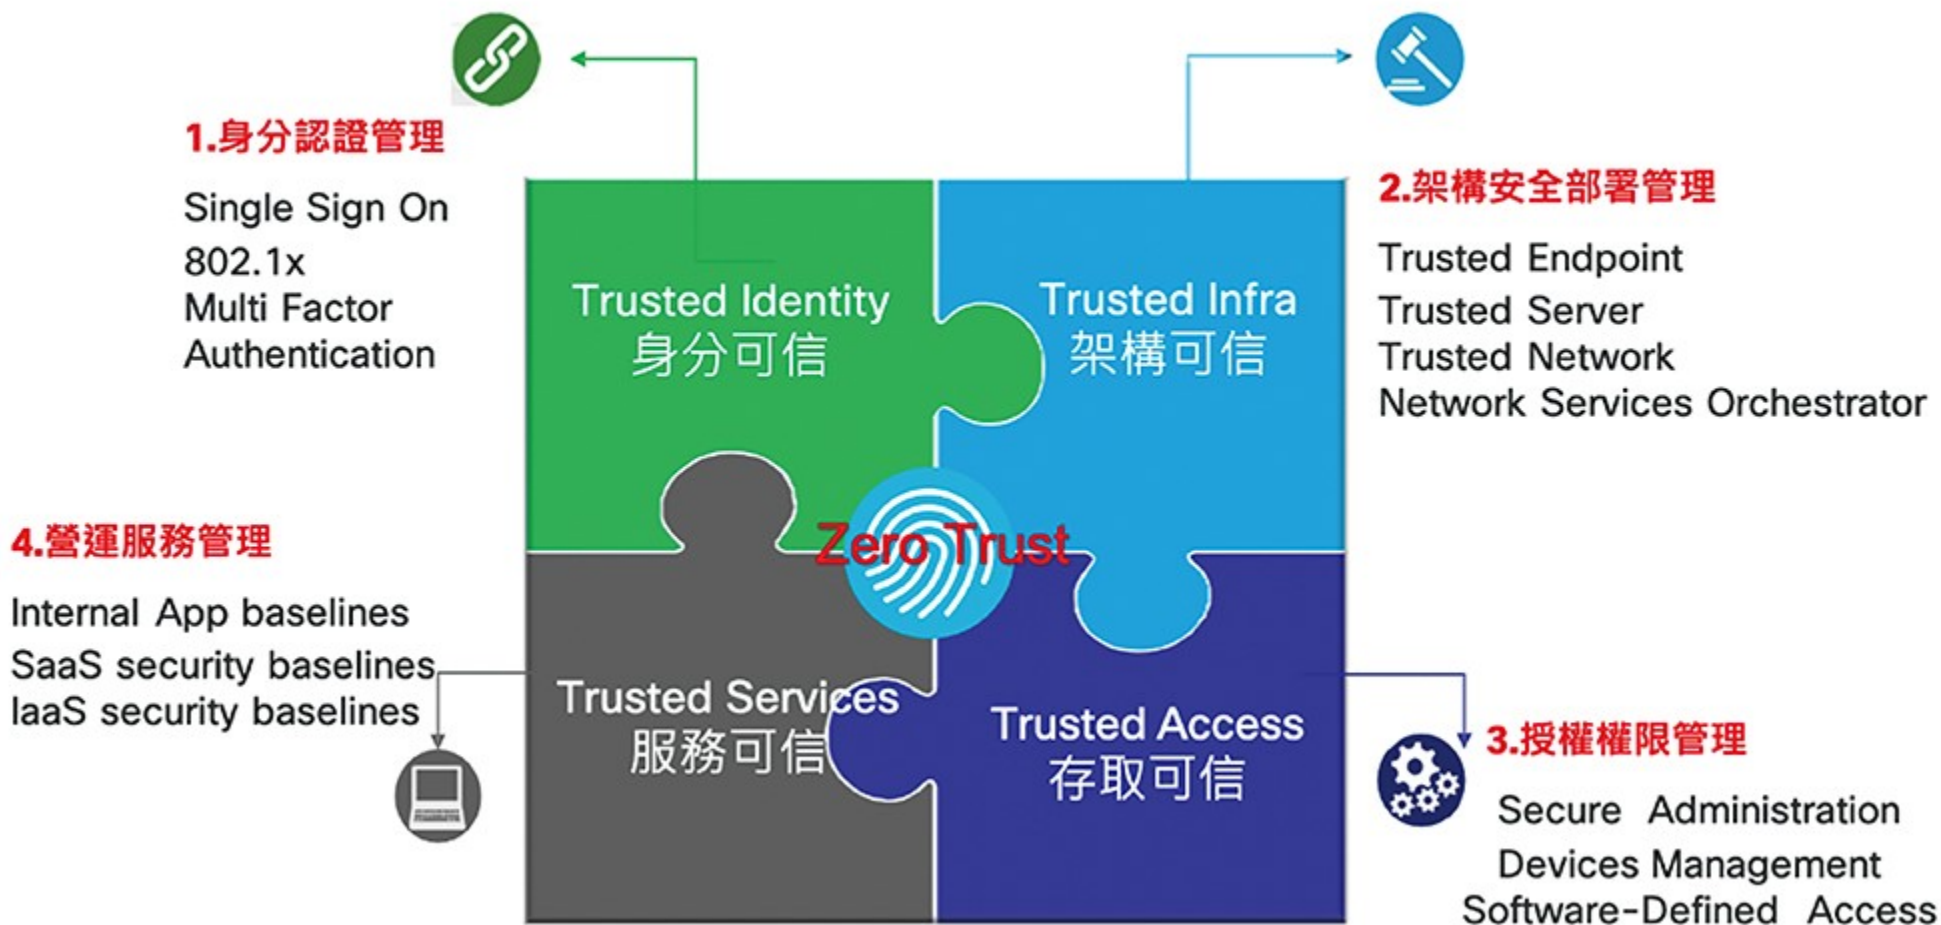 1.身分認證管理
Single Sign On
802.1x
Multi Factor
Authentication
2.架構安全部署管理
Trusted Endpoint
Trusted Server
Trusted Network
Network Services Orchestrator
Trusted Identity
身分可信
Trusted Infra
架構可信
Zero Trust
4.營運服務管理
Internal App baselines
SaaS security baselines
IaaS security baselines
Trusted Services
服務可信
Trusted Access
存取可信
3.授權權限管理
Secure Administration
Devices Management
Software-Defined Access